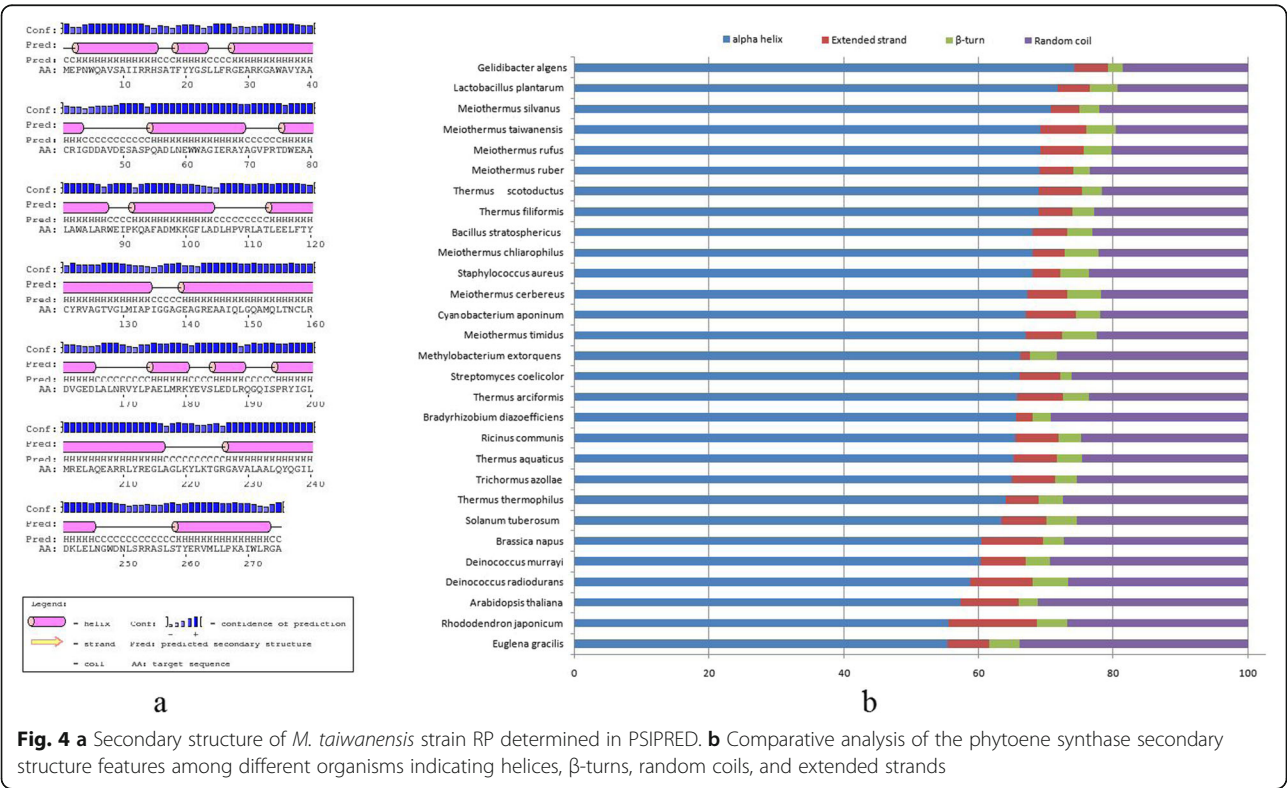 Conf:
Pred:
Pred: CCHHHHHHHHHHHHHCCCHHHHHCCCCHHHHHHHHHHHHH
AA: MEPNWQAVSAIIRRHSATFYYGSLLFRGEARKGAWAVYAA
10 20 30 40
Conf:
Pred:
Pred: HHHCCCCCCCCCCCHHHHHHHHHHHHHHHCCCCCCHHHHH
AA: CRIGDDAVDESASPQADLNEWWAGIERAYAGVPRTDWEAA
50 60 70 80
Conf:
Pred:
Pred: HHHHHHHCCCCHHHHHHHHHHHHHCCCCCCCCCHHHHHHH
AA: LAWALARWEIPKQAFADMKKGFLADLHPVRLATLEELFTY
90 100 110 120
Conf:
Pred:
Pred: HHHHHHHHHHHHHHCCCCCHHHHHHHHHHHHHHHHHHHHH
AA: CYRVAGTVGLMIAPIGGAGEAGREAAIQLGQAMQLTNCLR
130 140 150 160
Conf:
Pred:
Pred: HHHHHCCCCCCCCCHHHHHHCCCCHHHHHCCCCCHHHHHH
AA: DVGEDLALNRVYLPAELMRKYEVSLEDLRQGQISPRYIGL
170 180 190 200
Conf:
Pred:
Pred: HHHHHHHHHHHHHHHHCCCCCCCCCCHHHHHHHHHHHHHH
AA: MRELAQEARRLYREGLAGLKYLKTGRGAVALAALQYQGIL
210 220 230 240
Conf:
Pred:
Pred: HHHHHCCCCCCCCCCCCCHHHHHHHHHHHHHHHCC
AA: DKLELNGWDNLSRRASLSTYERVMLLPKAIWLRGA
250 260 270
Legend:
= helix Conf: = confidence of prediction
- +
= strand Pred: predicted secondary structure
= coil AA: target sequence
a
alpha helix Extended strand β-turn Random coil
Gelidibacter algens
Lactobacillus plantarum
Meiothermus silvanus
Meiothermus taiwanensis
Meiothermus rufus
Meiothermus ruber
Thermus scotoductus
Thermus filiformis
Bacillus stratosphericus
Meiothermus chliarophilus
Staphylococcus aureus
Meiothermus cerbereus
Cyanobacterium aponinum
Meiothermus timidus
Methylobacterium extorquens
Streptomyces coelicolor
Thermus arciformis
Bradyrhizobium diazoefficiens
Ricinus communis
Thermus aquaticus
Trichormus azollae
Thermus thermophilus
Solanum tuberosum
Brassica napus
Deinococcus murrayi
Deinococcus radiodurans
Arabidopsis thaliana
Rhododendron japonicum
Euglena gracilis
0 20 40 60 80 100
b
Fig. 4 a Secondary structure of M. taiwanensis strain RP determined in PSIPRED. b Comparative analysis of the phytoene synthase secondary
structure features among different organisms indicating helices, β-turns, random coils, and extended strands